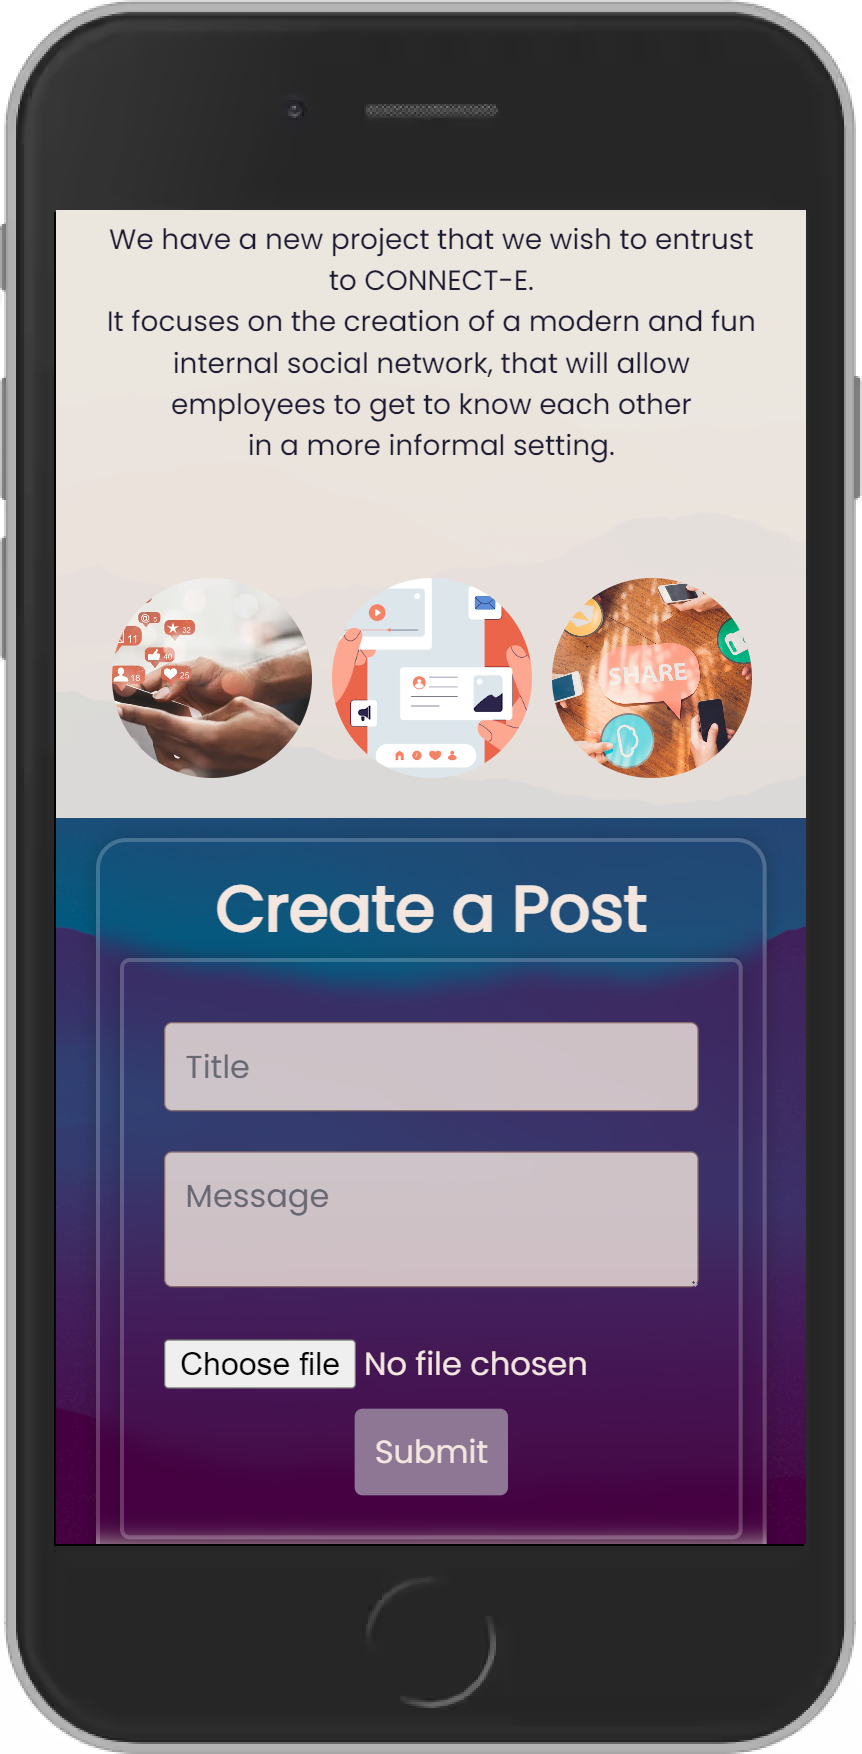 We have a new project that we wish to entrust
to CONNECT-E.
It focuses on the creation of a modern and fun
internal social network, that will allow
employees to get to know each other
in a more informal setting.
@ 5
11
32
40
18
25
SHARE
Create a Post
Title
Message
Choose file No file chosen
Submit